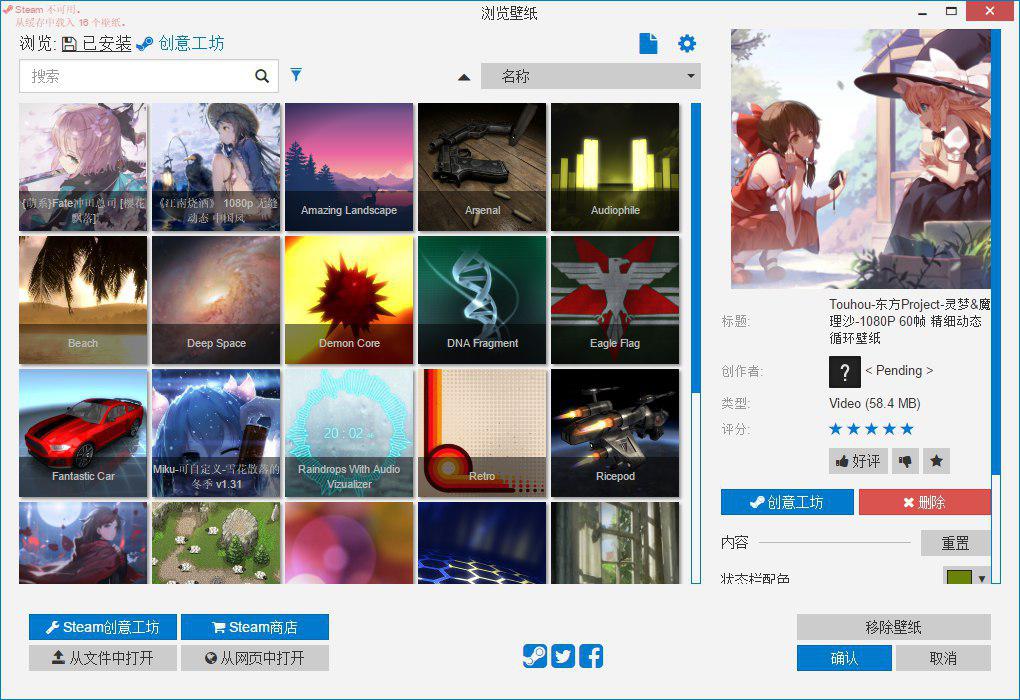 Steam 不可用。
从缓存中载入 16 个壁纸。
浏览壁纸
浏览: 已安装 创意工坊
搜索
名称
{萌系}Fate冲田总司 [樱花
飘落]
《江南烧酒》 1080p 无缝
动态 中国风
Amazing Landscape
Arsenal
Audiophile
Beach
Deep Space
Demon Core
DNA Fragment
Eagle Flag
Fantastic Car
Miku-可自定义-雪花散落的
冬季 v1.31
20 : 02
Raindrops With Audio
Vizualizer
Retro
Ricepod
标题:
Touhou-东方Project-灵梦&魔
理沙-1080P 60帧 精细动态
循环壁纸
创作者:
?
< Pending >
类型:
Video (58.4 MB)
评分:
好评
创意工坊
删除
内容
重置
状态栏配色
Steam创意工坊
Steam商店
从文件中打开
从网页中打开
移除壁纸
确认
取消